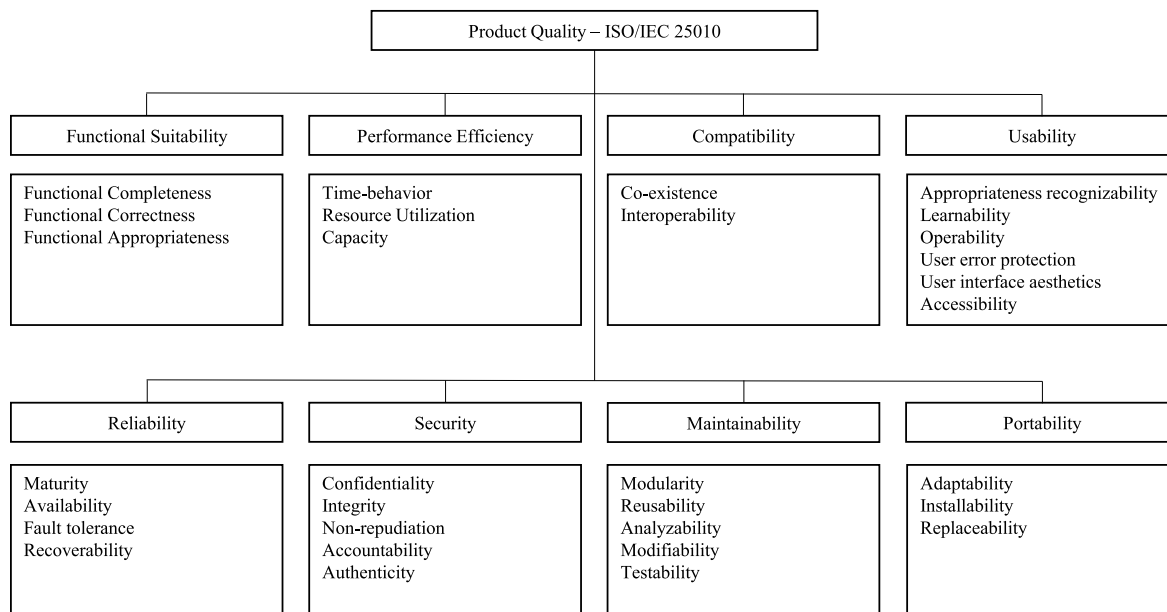 Product Quality – ISO/IEC 25010
Functional Suitability
Functional Completeness
Functional Correctness
Functional Appropriateness
Performance Efficiency
Time-behavior
Resource Utilization
Capacity
Compatibility
Co-existence
Interoperability
Usability
Appropriateness recognizability
Learnability
Operability
User error protection
User interface aesthetics
Accessibility
Reliability
Maturity
Availability
Fault tolerance
Recoverability
Security
Confidentiality
Integrity
Non-repudiation
Accountability
Authenticity
Maintainability
Modularity
Reusability
Analyzability
Modifiability
Testability
Portability
Adaptability
Installability
Replaceability